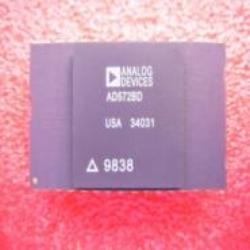 ANALOG
DEVICES
AD572BD
USA 34031
△ 9838